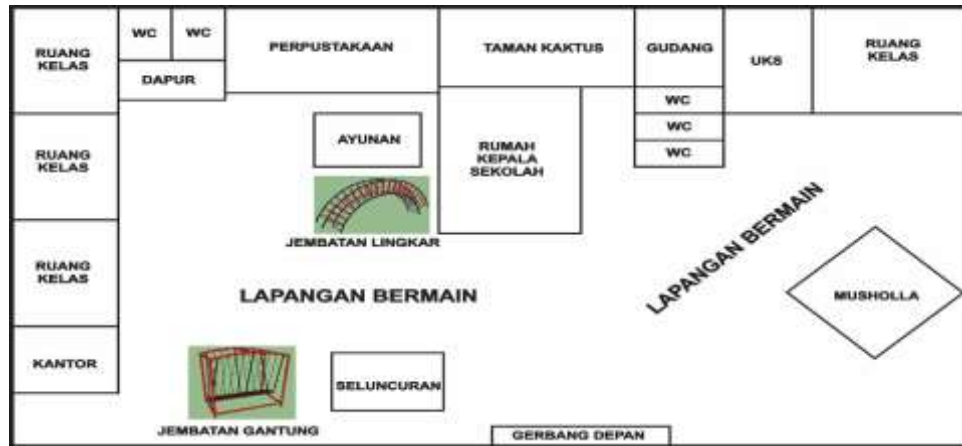 RUANG
KELAS
WC
WC
DAPUR
PERPUSTAKAAN
TAMAN KAKTUS
GUDANG
UKS
RUANG
KELAS
WC
WC
WC
RUANG
KELAS
AYUNAN
RUMAH
KEPALA
SEKOLAH
JEMBATAN LINGKAR
LAPANGAN BERMAIN
RUANG
KELAS
LAPANGAN BERMAIN
MUSHOLLA
KANTOR
SELUNCURAN
JEMBATAN GANTUNG
GERBANG DEPAN